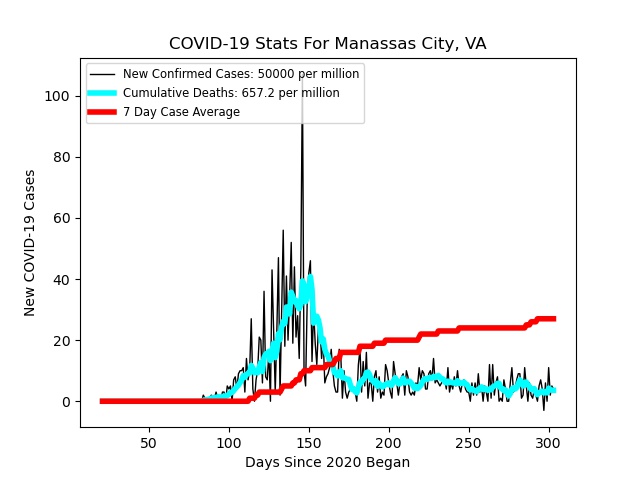 COVID-19 Stats For Manassas City, VA
New Confirmed Cases: 50000 per million
Cumulative Deaths: 657.2 per million
7 Day Case Average
New COVID-19 Cases
100
80
60
40
20
0
50 100 150 200 250 300
Days Since 2020 Began